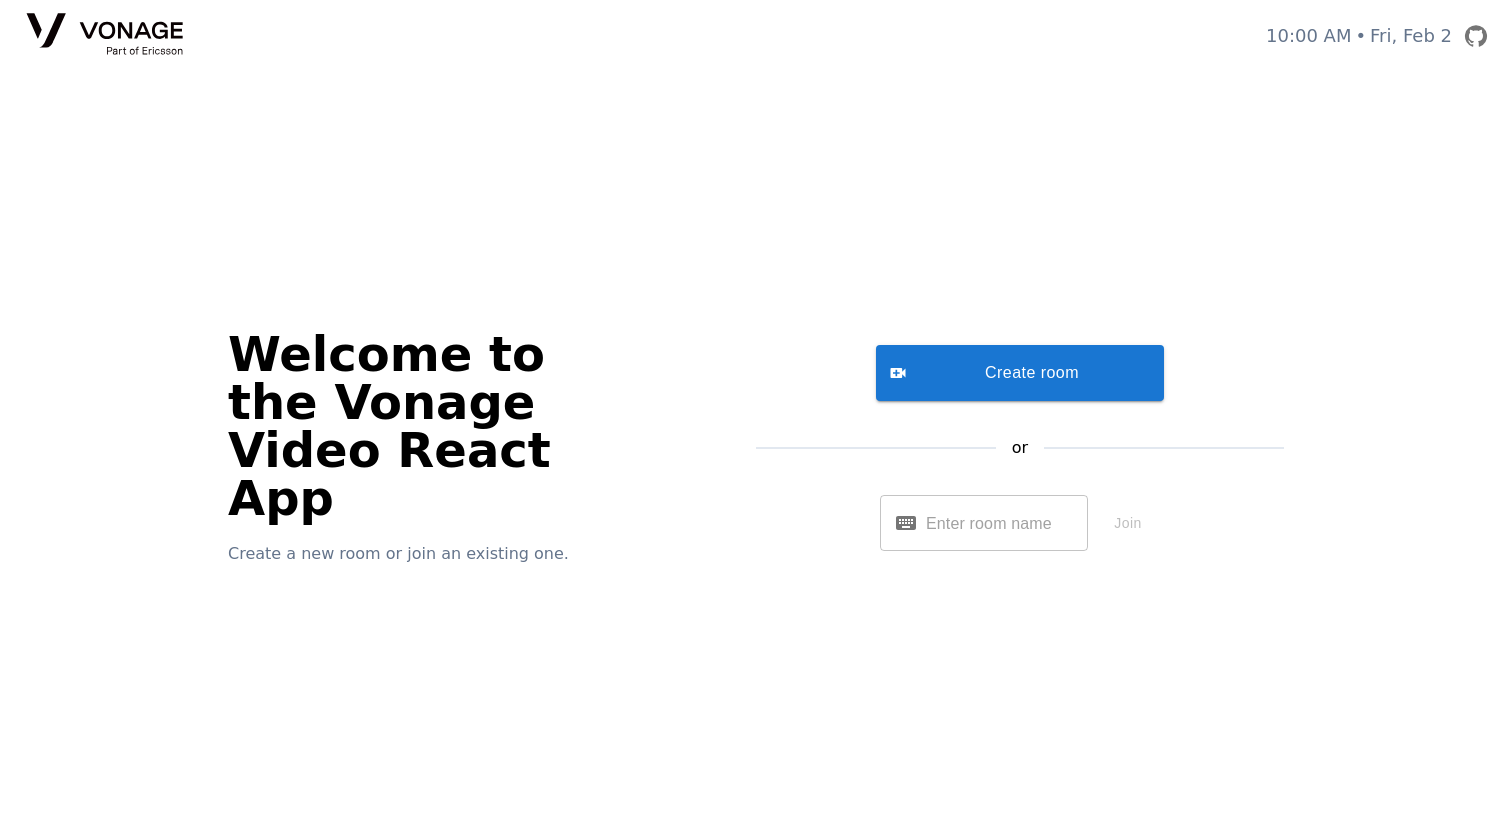 VONAGE
Part of Ericsson
10:00 AM • Fri, Feb 2
Welcome to
the Vonage
Video React
App
Create a new room or join an existing one.
Create room
or
Enter room name
Join